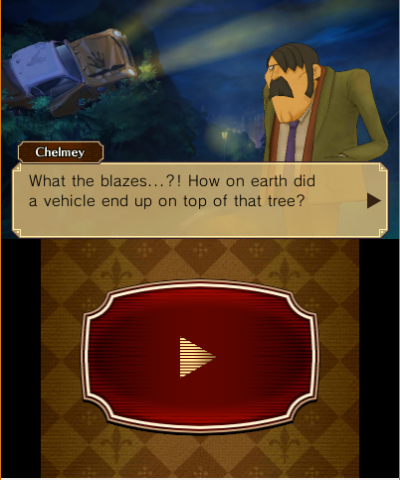 Chelmey
What the blazes...?! How on earth did
a vehicle end up on top of that tree?